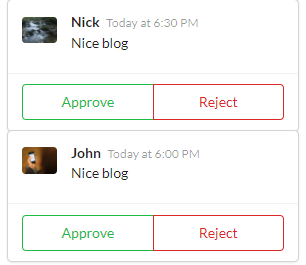 Nick Today at 6:30 PM
Nice blog
Approve Reject
John Today at 6:00 PM
Nice blog
Approve Reject